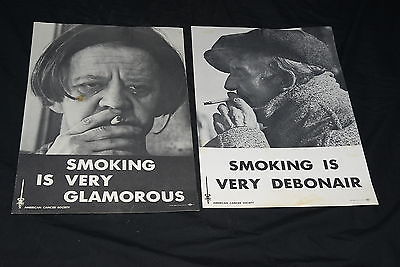 SMOKING
IS VERY
GLAMOROUS
AMERICAN CANCER SOCIETY
SMOKING IS
VERY DEBONAIR
AMERICAN CANCER SOCIETY